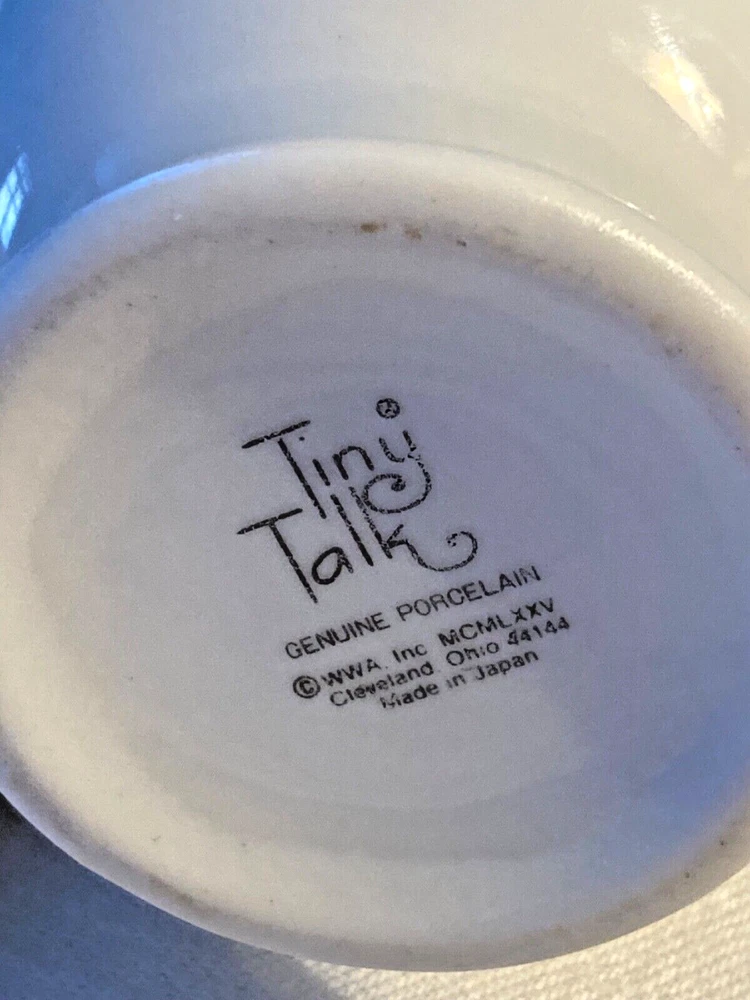 Tiny®
Talk
GENUINE PORCELAIN
© WWA, Inc MCMLXXV
Cleveland, Ohio 44144
Made in Japan